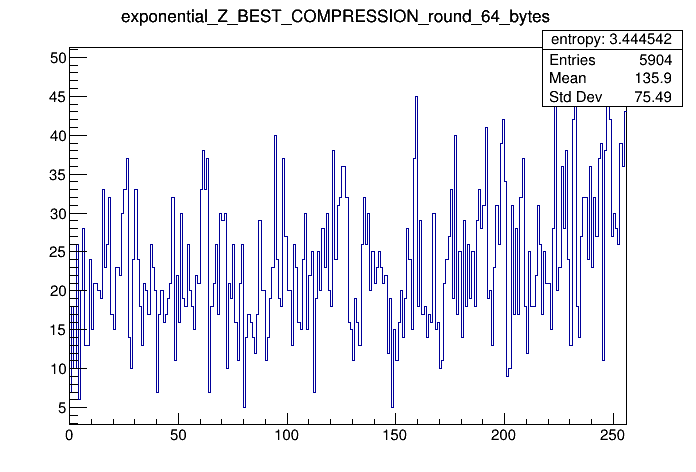 exponential_Z_BEST_COMPRESSION_round_64_bytes
entropy: 3.444542
Entries 5904
Mean 135.9
Std Dev 75.49
50
45
40
35
30
25
20
15
10
5
0 50 100 150 200 250